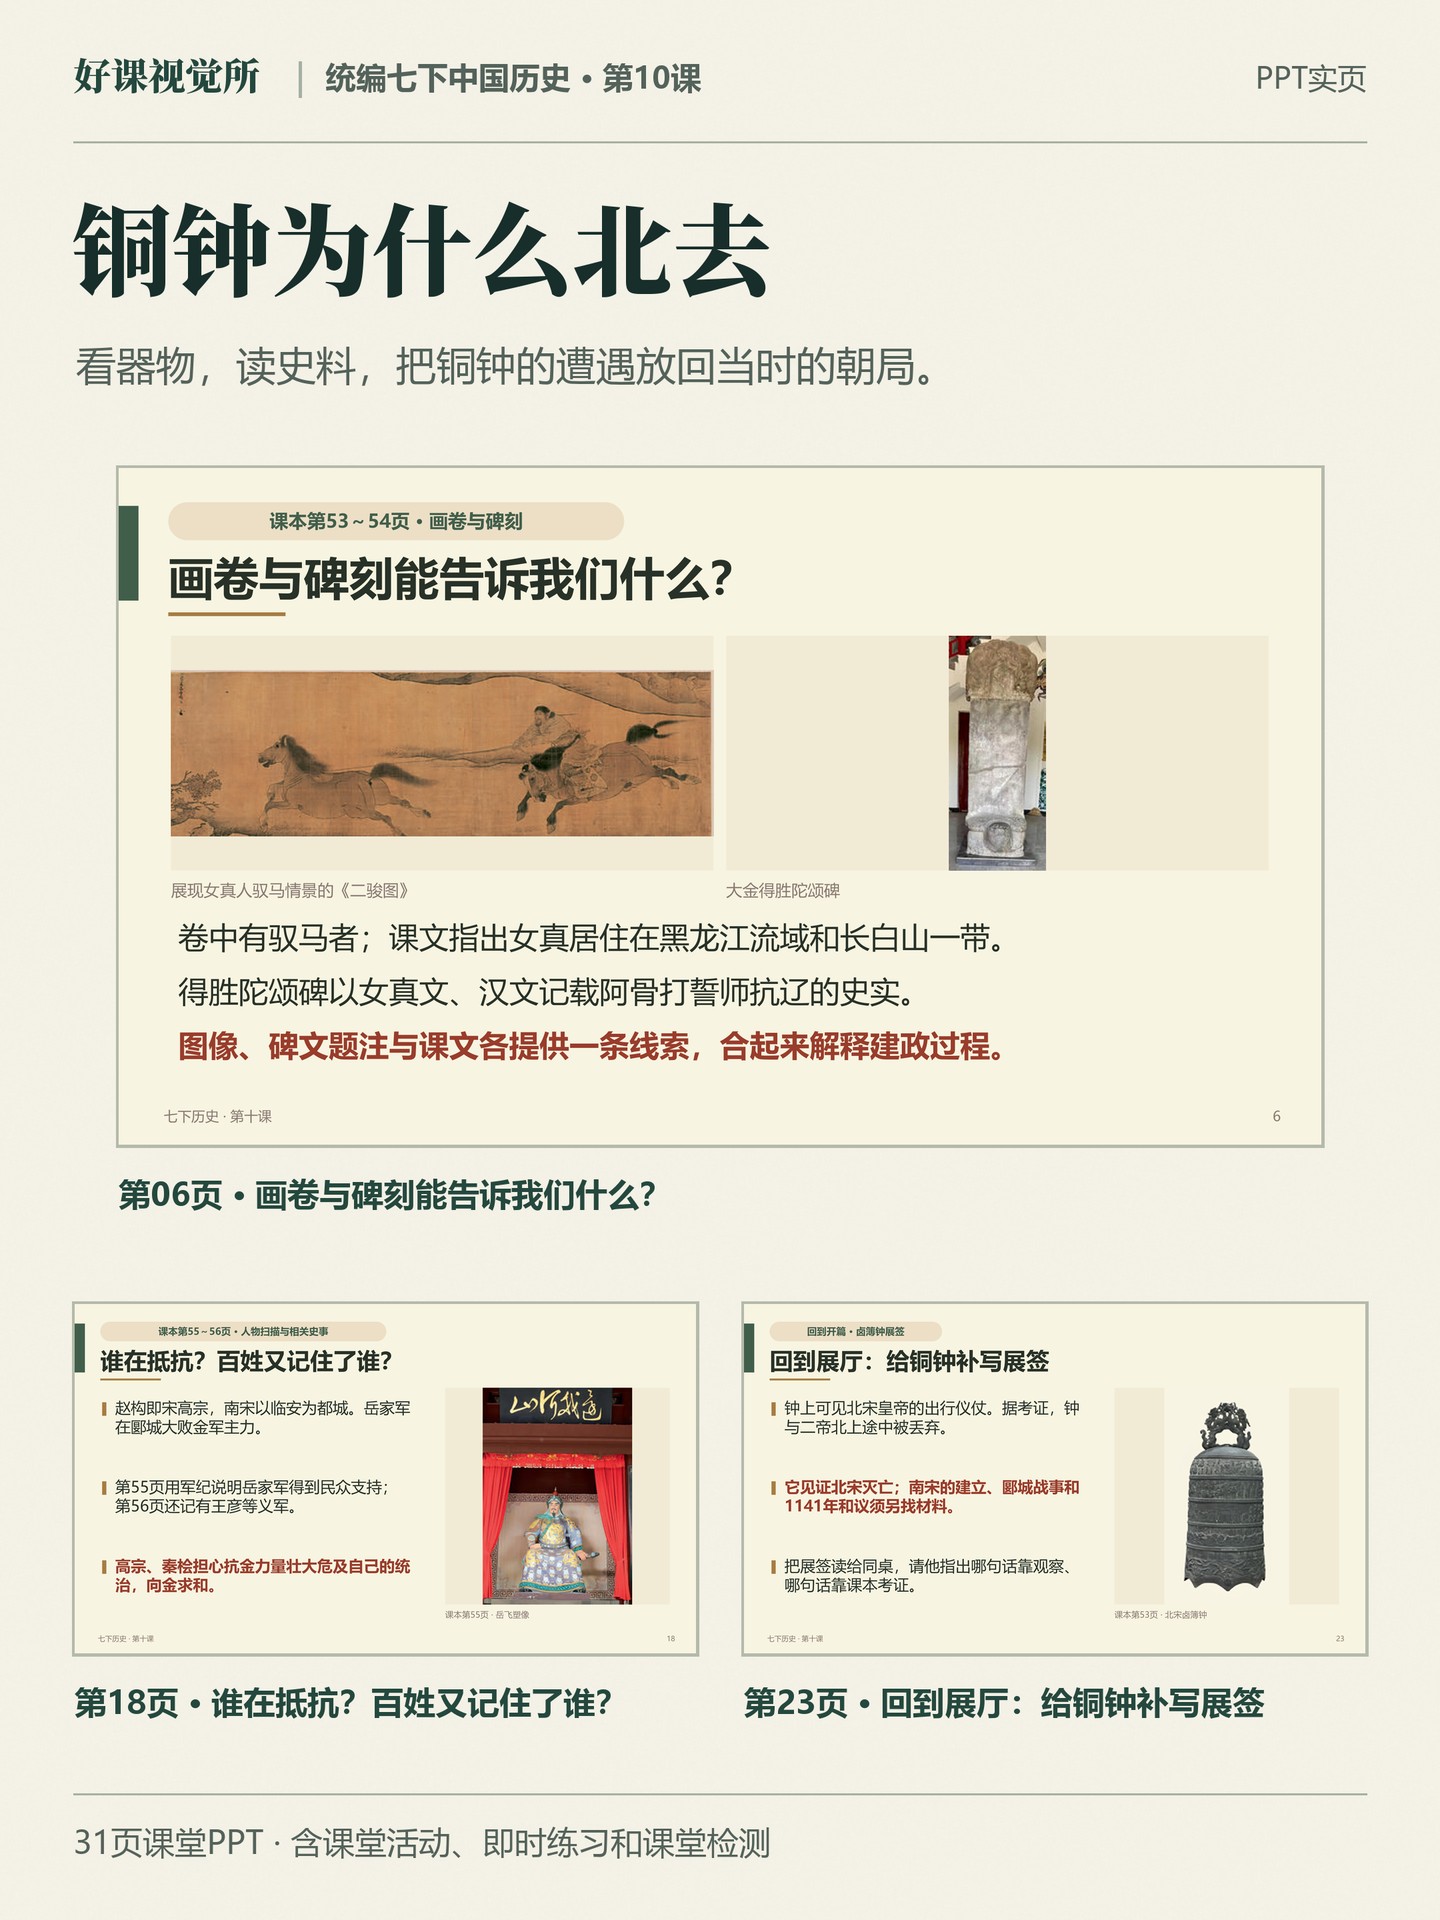 好课视觉所 | 统编七下中国历史·第10课
PPT实页
铜钟为什么北去
看器物，读史料，把铜钟的遭遇放回当时的朝局。
课本第53～54页·画卷与碑刻
画卷与碑刻能告诉我们什么？
展现女真人驭马情景的《二骏图》
大金得胜陀颂碑
卷中有驭马者；课文指出女真居住在黑龙江流域和长白山一带。
得胜陀颂碑以女真文、汉文记载阿骨打誓师抗辽的史实。
图像、碑文题注与课文各提供一条线索，合起来解释建政过程。
七下历史·第十课
6
第06页·画卷与碑刻能告诉我们什么？
课本第55～56页·人物扫描与相关史事
谁在抵抗？百姓又记住了谁？
赵构即宋高宗，南宋以临安为都城。岳家军
在郾城大败金军主力。
第55页用军纪说明岳家军得到民众支持；
第56页还记有王彦等义军。
高宗、秦桧担心抗金力量壮大危及自己的统
治，向金求和。
还我河山
课本第55页·岳飞塑像
七下历史·第十课
18
第18页·谁在抵抗？百姓又记住了谁？
回到开篇·卤簿钟展签
回到展厅：给铜钟补写展签
钟上可见北宋皇帝的出行仪仗。据考证，钟
与二帝北上途中被丢弃。
它见证北宋灭亡；南宋的建立、郾城战事和
1141年和议须另找材料。
把展签读给同桌，请他指出哪句话靠观察、
哪句话靠课本考证。
课本第53页·北宋卤簿钟
七下历史·第十课
23
第23页·回到展厅：给铜钟补写展签
31页课堂PPT·含课堂活动、即时练习和课堂检测